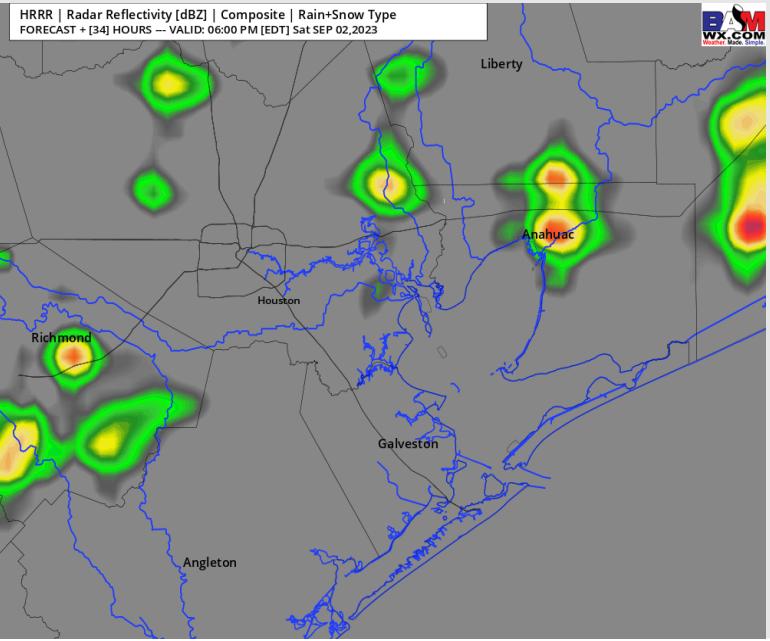 HRRR | Radar Reflectivity [dBZ] | Composite | Rain+Snow Type
FORECAST + [34] HOURS --- VALID: 06:00 PM [EDT] Sat SEP 02,2023
BAM
WX.COM
Weather. Made. Simple.
Liberty
Anahuac
Houston
Richmond
Galveston
Angleton